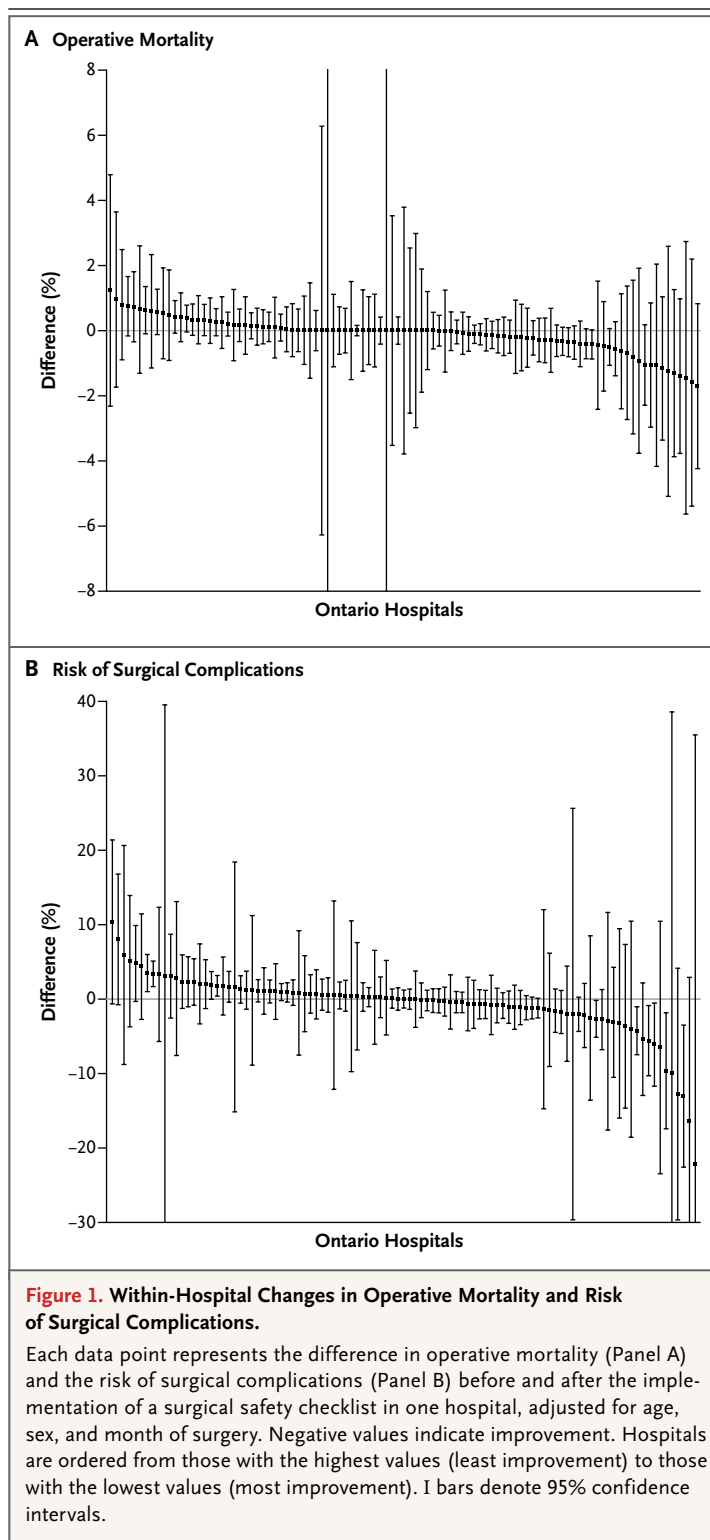 A Operative Mortality
8
6
4
2
0
−2
−4
−6
−8
Difference (%)
Ontario Hospitals
B Risk of Surgical Complications
40
30
20
10
0
−10
−20
−30
Difference (%)
Ontario Hospitals
Figure 1. Within-Hospital Changes in Operative Mortality and Risk
of Surgical Complications.
Each data point represents the difference in operative mortality (Panel A)
and the risk of surgical complications (Panel B) before and after the imple-
mentation of a surgical safety checklist in one hospital, adjusted for age,
sex, and month of surgery. Negative values indicate improvement. Hospitals
are ordered from those with the highest values (least improvement) to those
with the lowest values (most improvement). I bars denote 95% confidence
intervals.